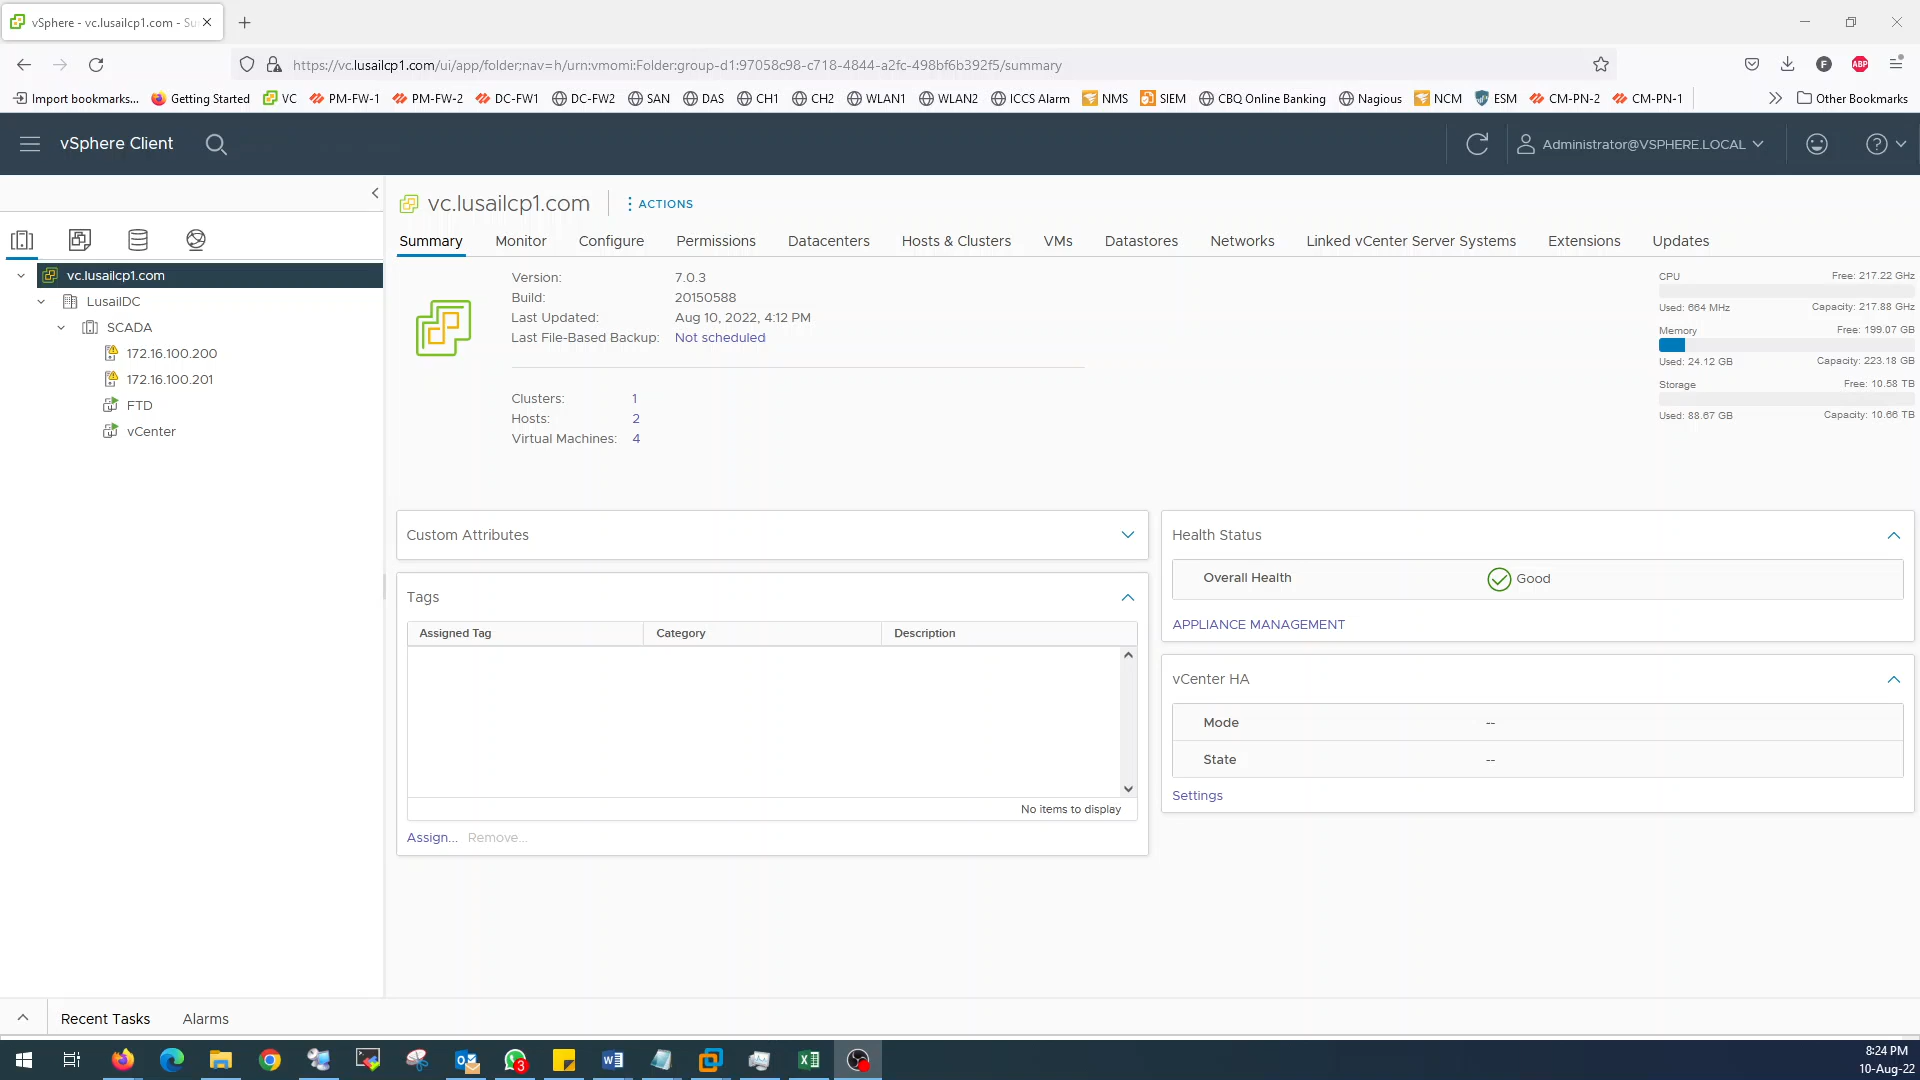 vSphere - vc.lusailcp1.com - Su
https://vc.lusailcp1.com/ui/app/folder;nav=h/urn:vmomi:Folder:group-d1:97058c98-c718-4844-a2fc-498bf6b392f5/summary
F
ABP
Import bookmarks... Getting Started VC PM-FW-1 PM-FW-2 DC-FW1 DC-FW2 SAN DAS CH1 CH2 WLAN1 WLAN2 ICCS Alarm NMS SIEM CBQ Online Banking Nagious NCM ESM CM-PN-2 CM-PN-1 Other Bookmarks
vSphere Client
Administrator@VSPHERE.LOCAL
vc.lusailcp1.com
ACTIONS
Summary Monitor Configure Permissions Datacenters Hosts & Clusters VMs Datastores Networks Linked vCenter Server Systems Extensions Updates
vc.lusailcp1.com
LusailDC
SCADA
172.16.100.200
172.16.100.201
FTD
vCenter
Version: 7.0.3
Build: 20150588
Last Updated: Aug 10, 2022, 4:12 PM
Last File-Based Backup: Not scheduled
Clusters: 1
Hosts: 2
Virtual Machines: 4
CPU Free: 217.22 GHz
Used: 664 MHz Capacity: 217.88 GHz
Memory Free: 199.07 GB
Used: 24.12 GB Capacity: 223.18 GB
Storage Free: 10.58 TB
Used: 88.67 GB Capacity: 10.66 TB
Custom Attributes
Tags
Assigned Tag Category Description
No items to display
Assign... Remove...
Health Status
Overall Health Good
APPLIANCE MANAGEMENT
vCenter HA
Mode --
State --
Settings
Recent Tasks Alarms
3
8:24 PM
10-Aug-22